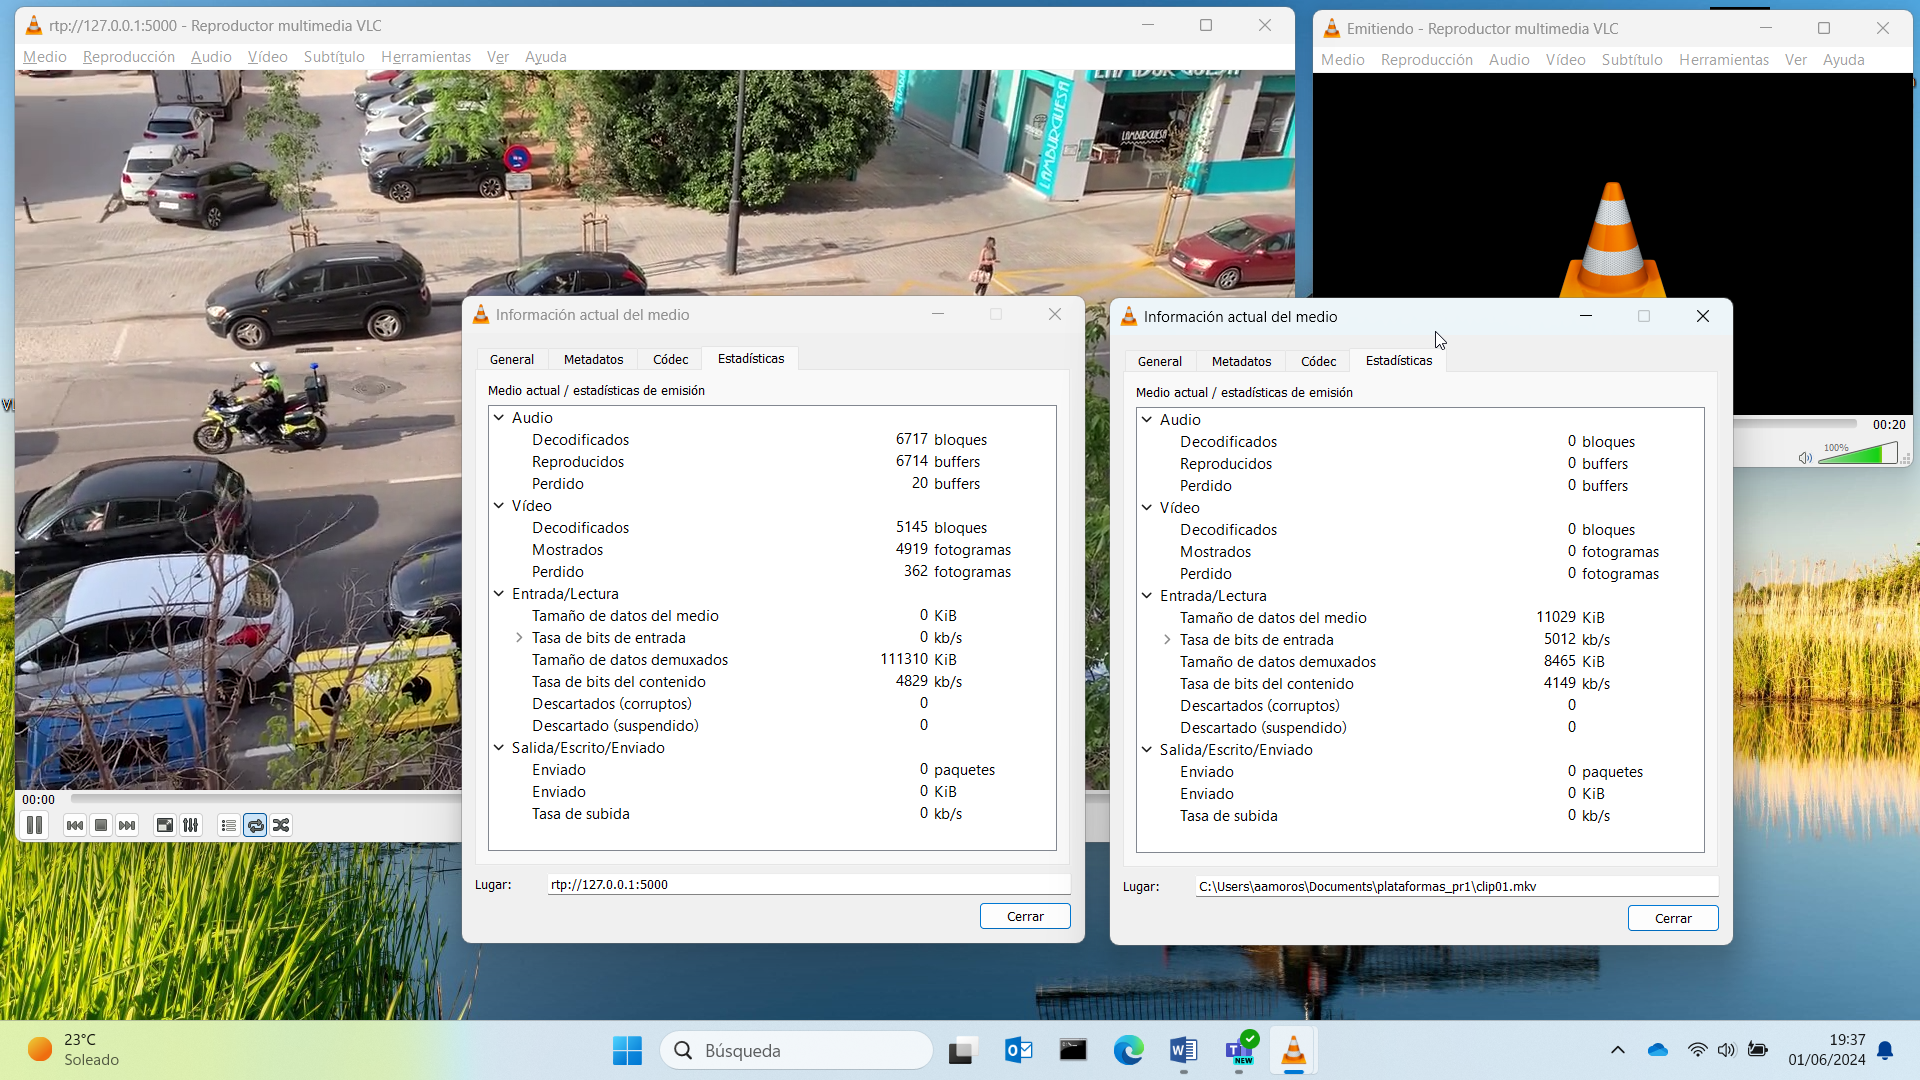 rtp://127.0.0.1:5000 - Reproductor multimedia VLC
Medio Reproducción Audio Vídeo Subtítulo Herramientas Ver Ayuda
LAMBURGUESA
LAMBURGUESA
00:00
Emitiendo - Reproductor multimedia VLC
Medio Reproducción Audio Vídeo Subtítulo Herramientas Ver Ayuda
00:20
100%
Información actual del medio
General Metadatos Códec Estadísticas
Medio actual / estadísticas de emisión
Audio
Decodificados 6717 bloques
Reproducidos 6714 buffers
Perdido 20 buffers
Vídeo
Decodificados 5145 bloques
Mostrados 4919 fotogramas
Perdido 362 fotogramas
Entrada/Lectura
Tamaño de datos del medio 0 KiB
Tasa de bits de entrada 0 kb/s
Tamaño de datos demuxados 111310 KiB
Tasa de bits del contenido 4829 kb/s
Descartados (corruptos) 0
Descartado (suspendido) 0
Salida/Escrito/Enviado
Enviado 0 paquetes
Enviado 0 KiB
Tasa de subida 0 kb/s
Lugar: rtp://127.0.0.1:5000
Cerrar
Información actual del medio
General Metadatos Códec Estadísticas
Medio actual / estadísticas de emisión
Audio
Decodificados 0 bloques
Reproducidos 0 buffers
Perdido 0 buffers
Vídeo
Decodificados 0 bloques
Mostrados 0 fotogramas
Perdido 0 fotogramas
Entrada/Lectura
Tamaño de datos del medio 11029 KiB
Tasa de bits de entrada 5012 kb/s
Tamaño de datos demuxados 8465 KiB
Tasa de bits del contenido 4149 kb/s
Descartados (corruptos) 0
Descartado (suspendido) 0
Salida/Escrito/Enviado
Enviado 0 paquetes
Enviado 0 KiB
Tasa de subida 0 kb/s
Lugar: C:\Users\aamoros\Documents\plataformas_pr1\clip01.mkv
Cerrar
23°C
Soleado
Búsqueda
NEW
19:37
01/06/2024